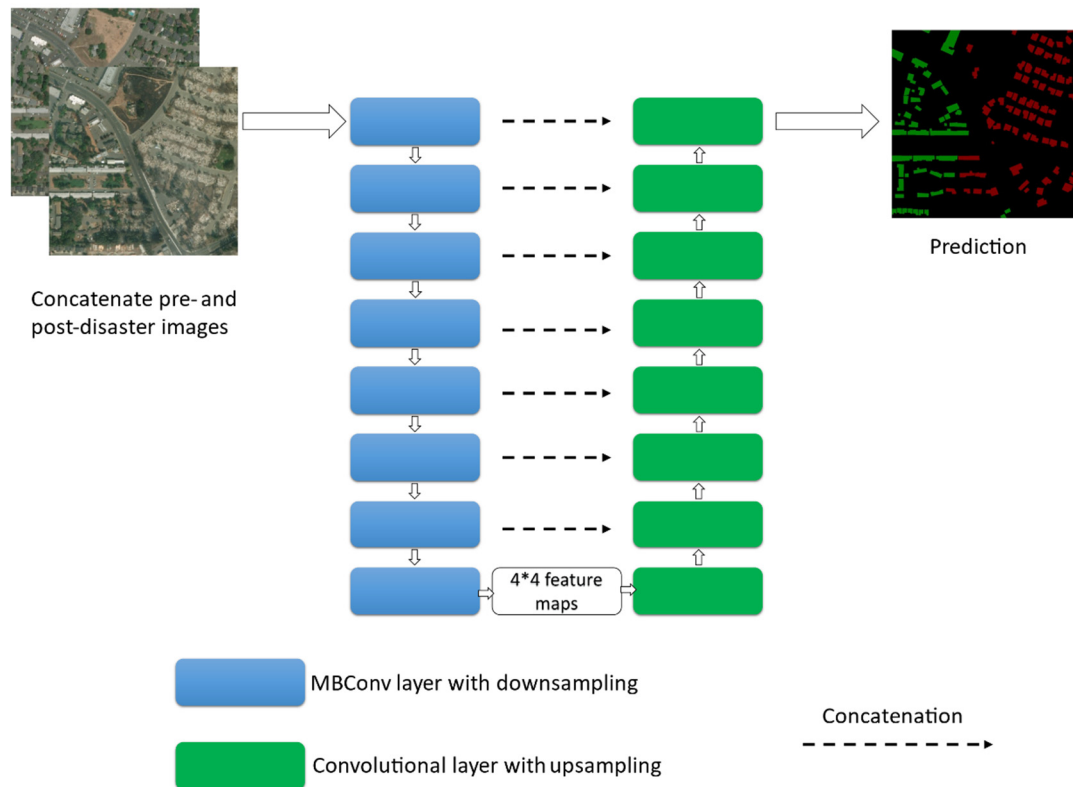 Concatenate pre- and
post-disaster images
Prediction
4*4 feature
maps
MBConv layer with downsampling
Concatenation
Convolutional layer with upsampling